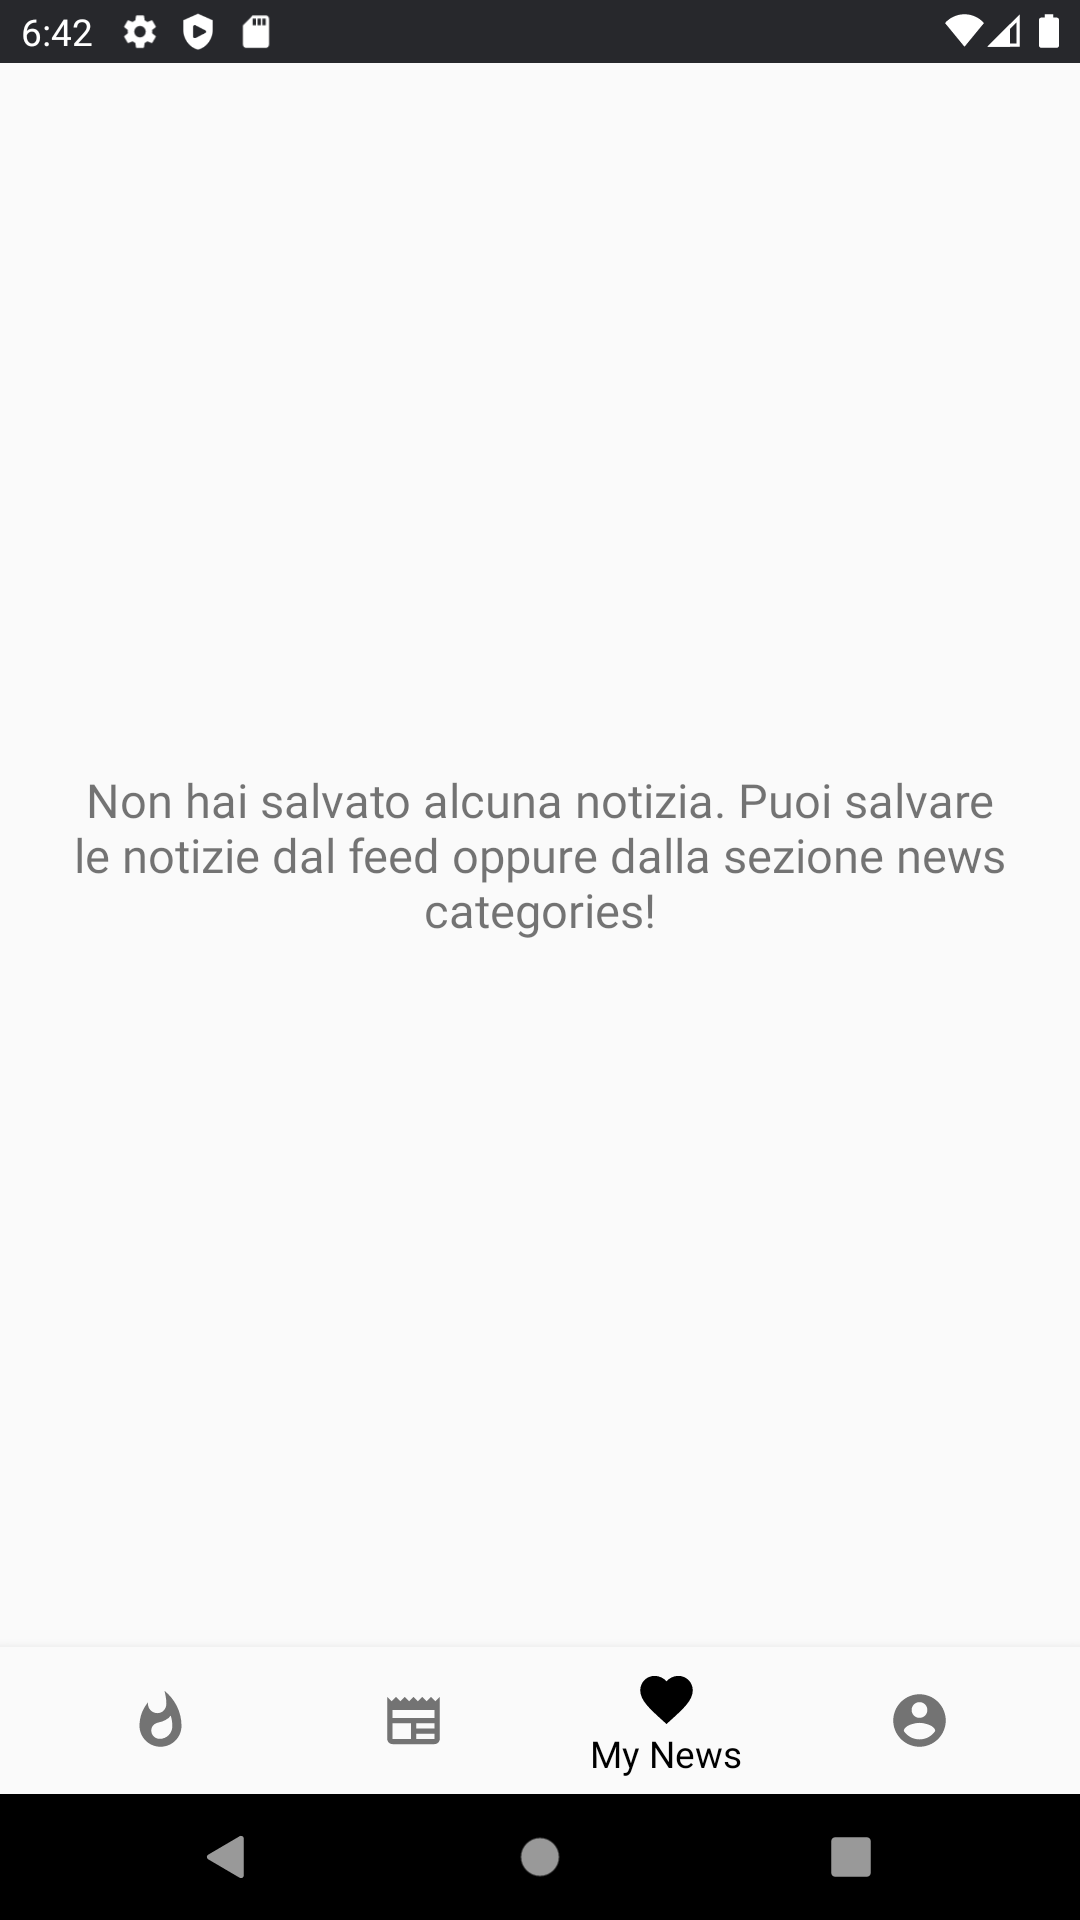 6:42
Non hai salvato alcuna notizia. Puoi salvare
le notizie dal feed oppure dalla sezione news
categories!
My News